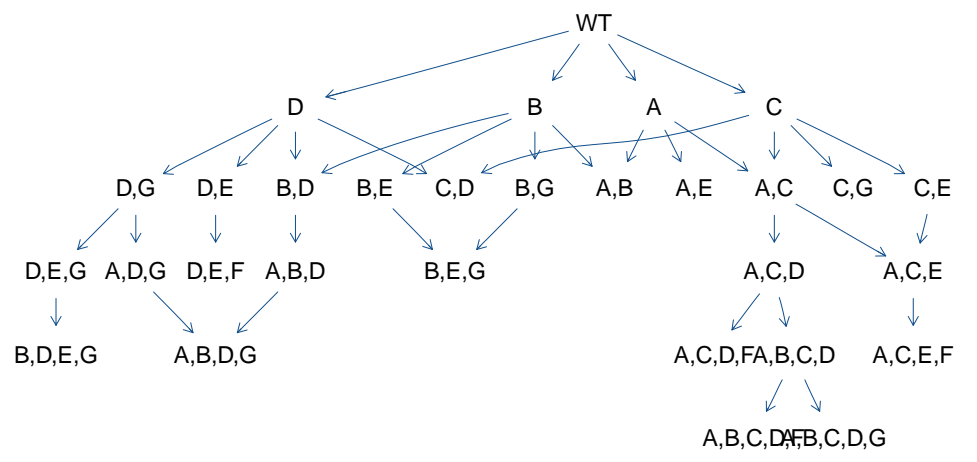 WT
D B A C
D,G D,E B,D B,E C,D B,G A,B A,E A,C C,G C,E
D,E,G A,D,G D,E,F A,B,D B,E,G A,C,D A,C,E
B,D,E,G A,B,D,G A,C,D,F A,B,C,D A,C,E,F
A,B,C,D,F A,B,C,D,G